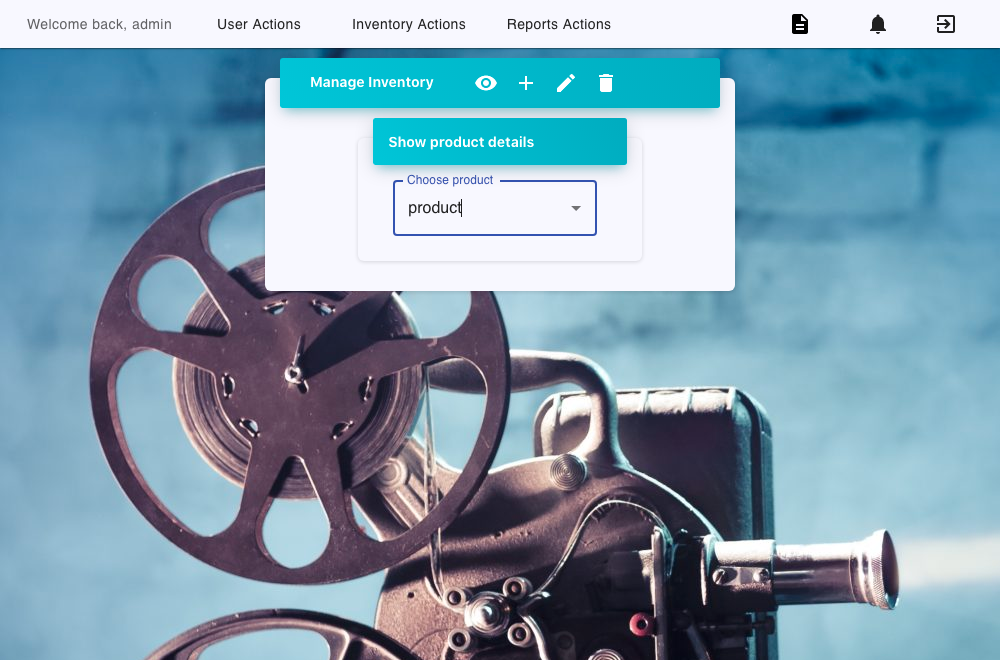 Welcome back, admin User Actions Inventory Actions Reports Actions
Manage Inventory
Show product details
Choose product
product